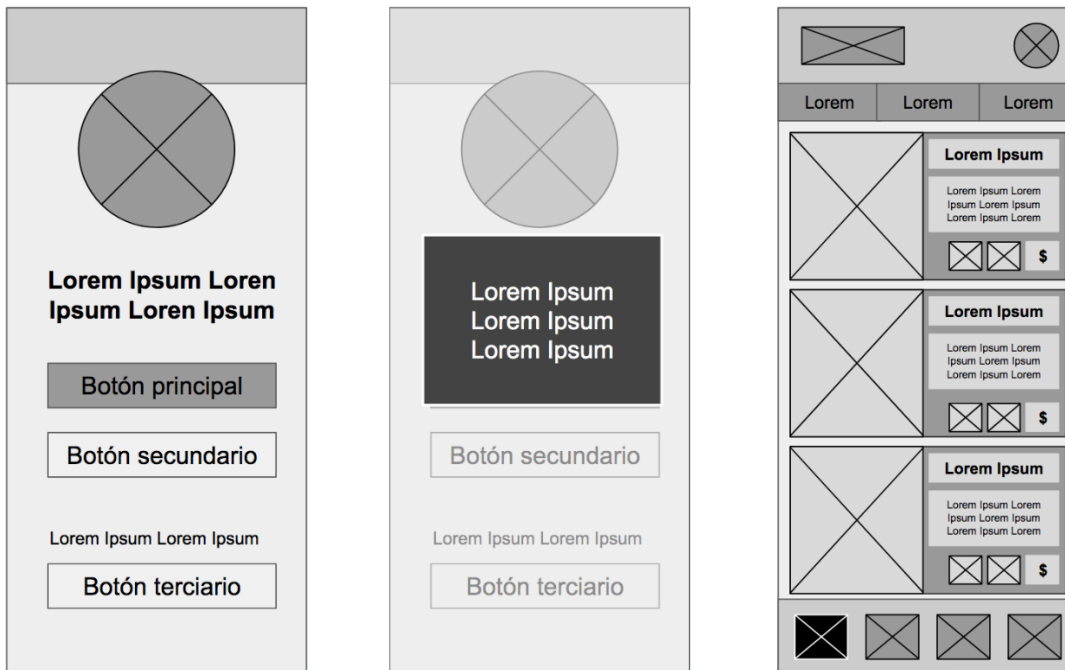 Lorem Ipsum Loren
Ipsum Loren Ipsum
Botón principal
Botón secundario
Lorem Ipsum Lorem Ipsum
Botón terciario
Lorem Ipsum
Lorem Ipsum
Lorem Ipsum
Botón secundario
Lorem Ipsum Lorem Ipsum
Botón terciario
Lorem
Lorem
Lorem
Lorem Ipsum
Lorem Ipsum Lorem
Ipsum Lorem Ipsum
Lorem Ipsum Lorem
$
Lorem Ipsum
Lorem Ipsum Lorem
Ipsum Lorem Ipsum
Lorem Ipsum Lorem
$
Lorem Ipsum
Lorem Ipsum Lorem
Ipsum Lorem Ipsum
Lorem Ipsum Lorem
$